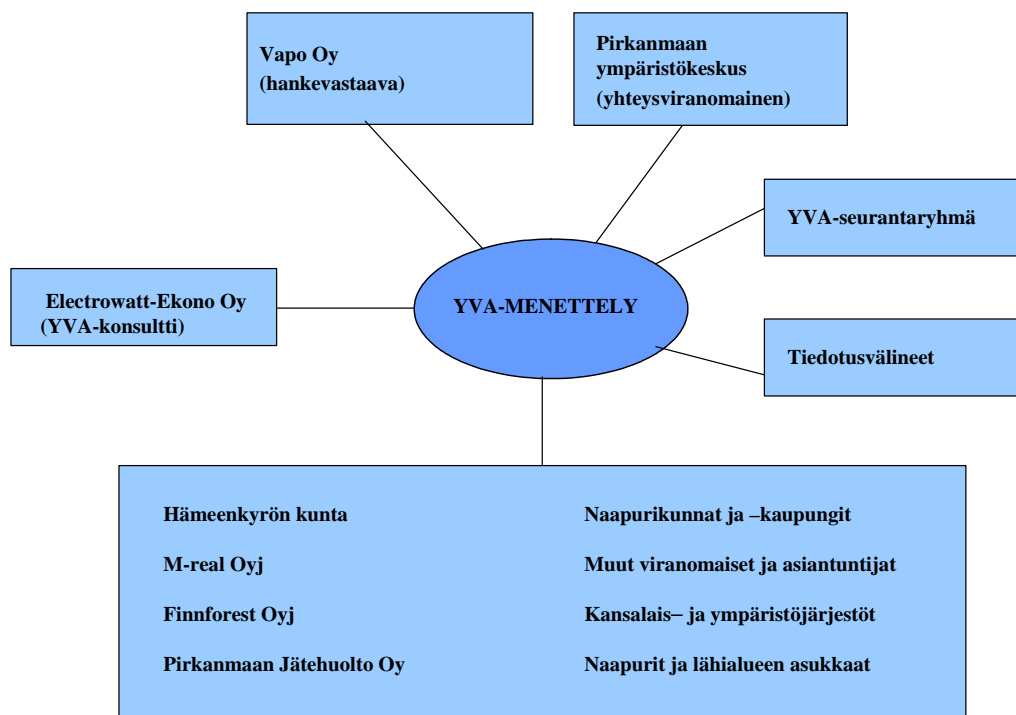 Vapo Oy
(hankevastaava)
Pirkanmaan
ympäristökeskus
(yhteysviranomainen)
YVA-seurantaryhmä
Electrowatt-Ekono Oy
(YVA-konsultti)
YVA-MENETTELY
Tiedotusvälineet
Hämeenkyrön kunta
M-real Oyj
Finnforest Oyj
Pirkanmaan Jätehuolto Oy
Naapurikunnat ja –kaupungit
Muut viranomaiset ja asiantuntijat
Kansalais– ja ympäristöjärjestöt
Naapurit ja lähialueen asukkaat